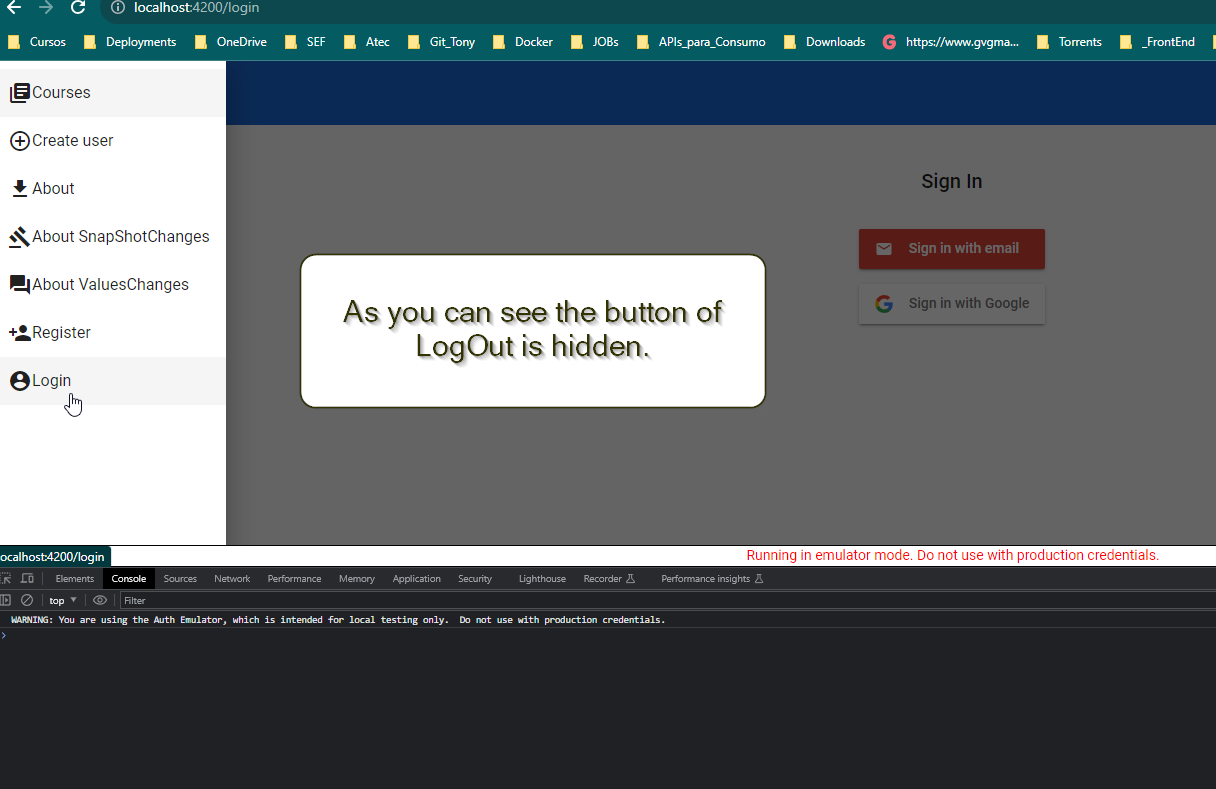 localhost:4200/login
Cursos Deployments OneDrive SEF Atec Git_Tony Docker JOBs APIs_para_Consumo Downloads https://www.gvgma... Torrents _FrontEnd
Courses
Create user
About
About SnapShotChanges
About ValuesChanges
Register
Login
Sign In
Sign in with email
Sign in with Google
As you can see the button of
LogOut is hidden.
ocalhost:4200/login
Running in emulator mode. Do not use with production credentials.
Elements Console Sources Network Performance Memory Application Security Lighthouse Recorder Performance insights
top Filter
WARNING: You are using the Auth Emulator, which is intended for local testing only.  Do not use with production credentials.